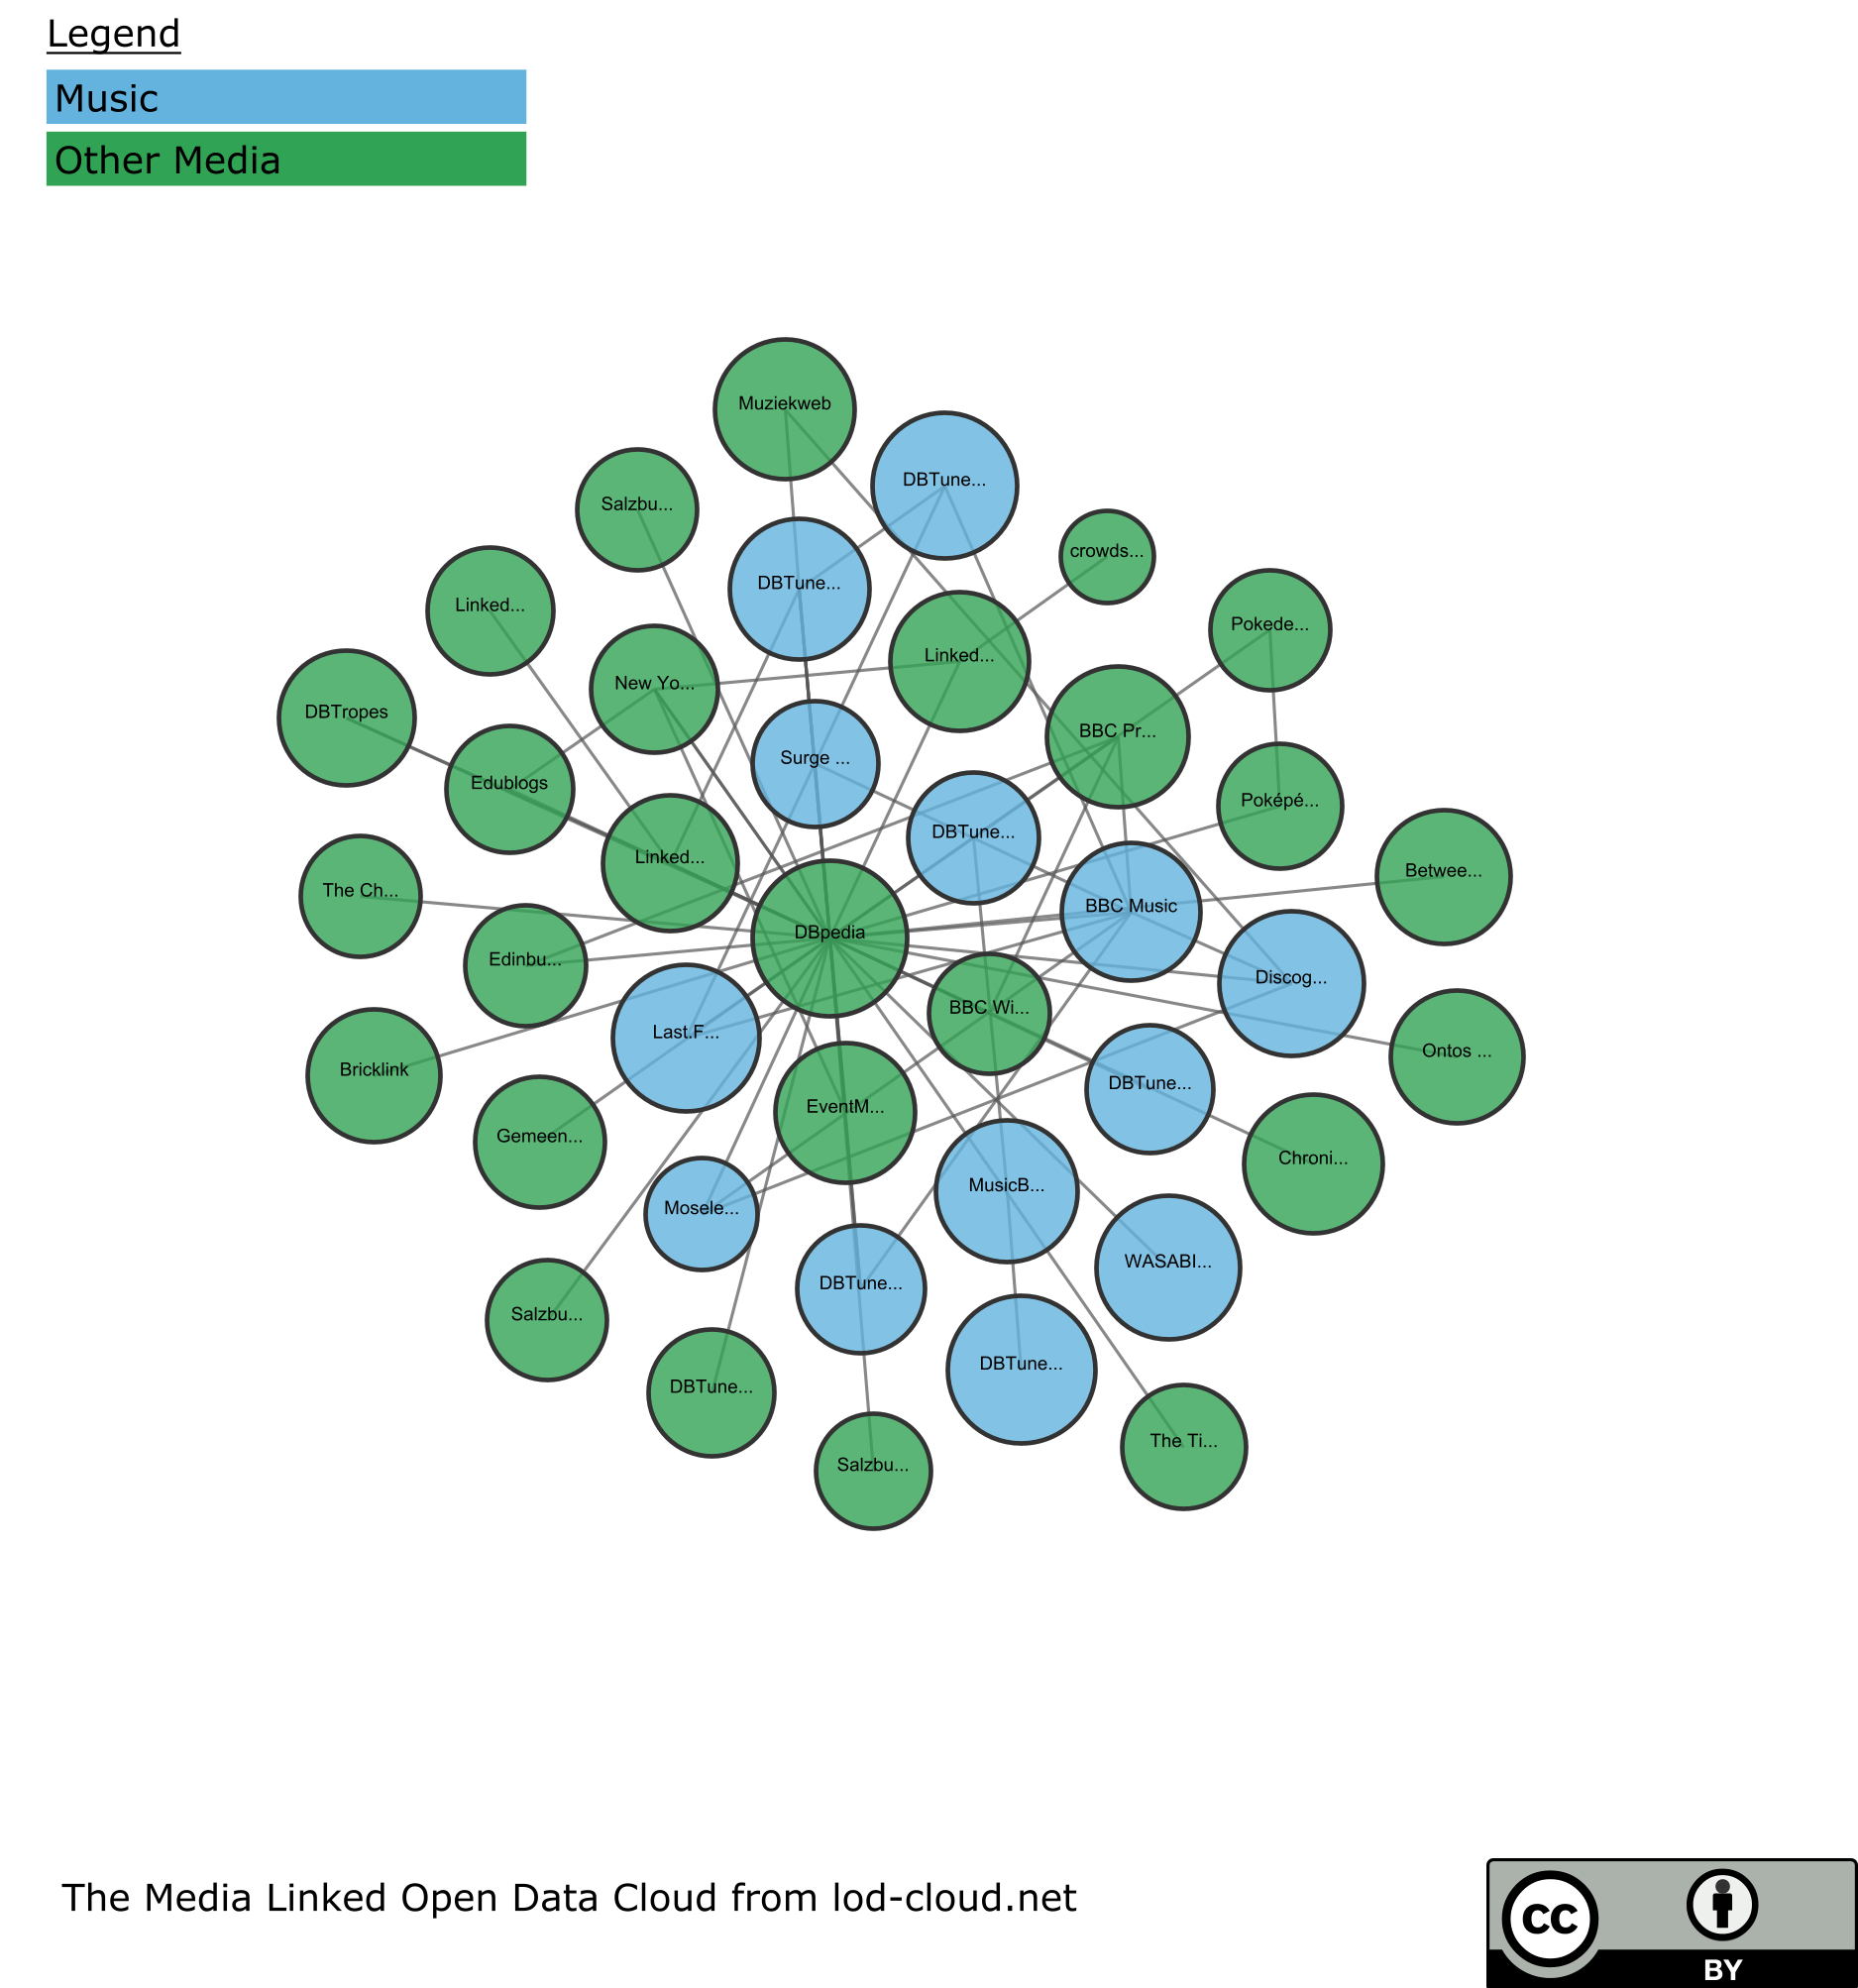 Legend
Music
Other Media
Muziekweb
DBTune...
Salzbu...
crowds...
DBTune...
Linked...
Pokede...
Linked...
New Yo...
DBTropes
BBC Pr...
Surge ...
Edublogs
Poképé...
DBTune...
Linked...
Betwee...
The Ch...
BBC Music
DBpedia
Edinbu...
Discog...
BBC Wi...
Last.F...
Ontos ...
Bricklink
DBTune...
EventM...
Gemeen...
Chroni...
MusicB...
Mosele...
WASABI...
DBTune...
Salzbu...
DBTune...
DBTune...
The Ti...
Salzbu...
The Media Linked Open Data Cloud from lod-cloud.net
cc
BY